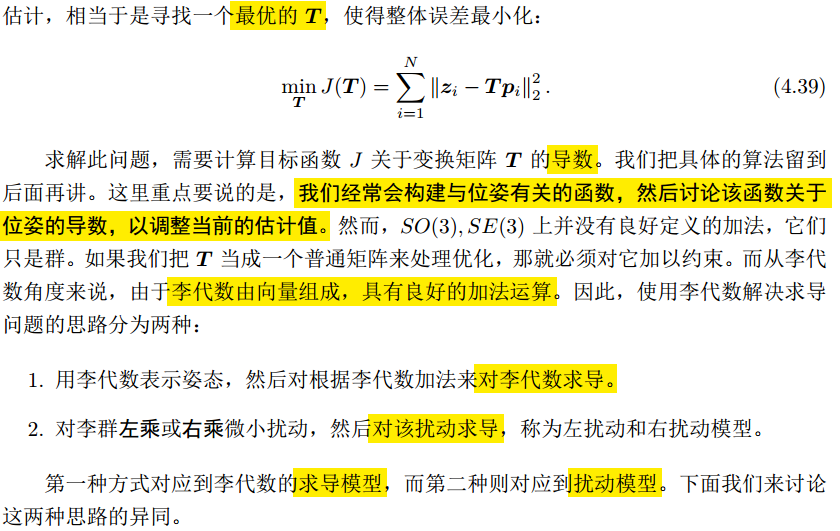 估计，相当于是寻找一个最优的 T，使得整体误差最小化：
min_T J(T) = ∑_{i=1}^{N} ‖z_i − T p_i‖_2^2 . (4.39)
求解此问题，需要计算目标函数 J 关于变换矩阵 T 的导数。我们把具体的算法留到
后面再讲。这里重点要说的是，我们经常会构建与位姿有关的函数，然后讨论该函数关于
位姿的导数，以调整当前的估计值。然而，SO(3), SE(3) 上并没有良好定义的加法，它们
只是群。如果我们把 T 当成一个普通矩阵来处理优化，那就必须对它加以约束。而从李代
数角度来说，由于李代数由向量组成，具有良好的加法运算。因此，使用李代数解决求导
问题的思路分为两种：
1. 用李代数表示姿态，然后对根据李代数加法来对李代数求导。
2. 对李群左乘或右乘微小扰动，然后对该扰动求导，称为左扰动和右扰动模型。
第一种方式对应到李代数的求导模型，而第二种则对应到扰动模型。下面我们来讨论
这两种思路的异同。